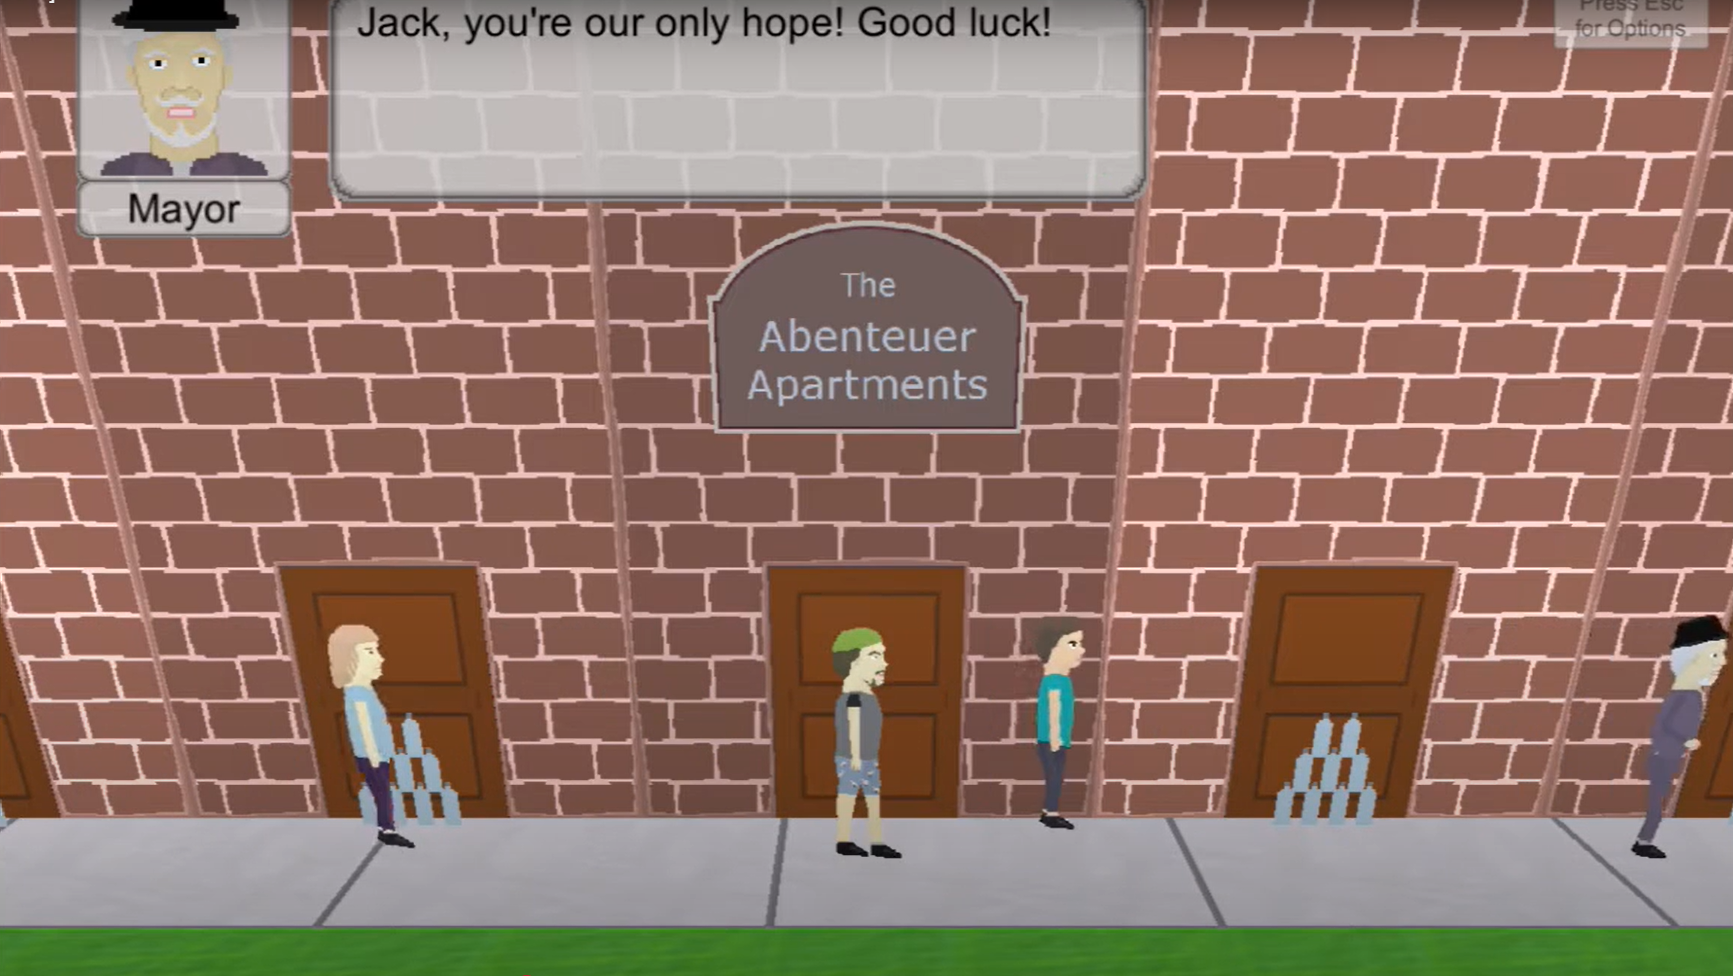 Jack, you're our only hope! Good luck!
Press Esc
for Options
Mayor
The
Abenteuer
Apartments